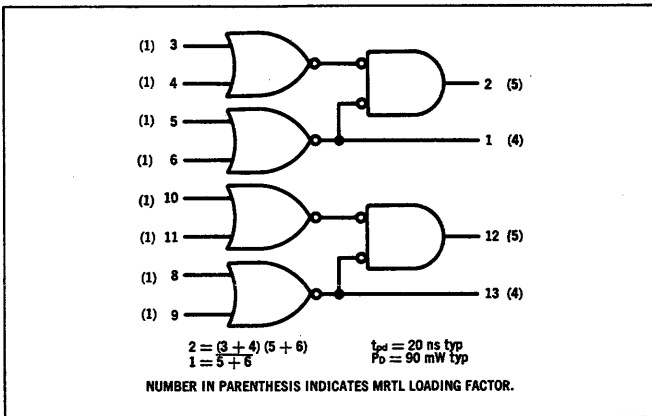 (1) 3
(1) 4
2 (5)
(1) 5
1 (4)
(1) 6
(1) 10
(1) 11
12 (5)
(1) 8
13 (4)
(1) 9
2 = (3 + 4) (5 + 6)
tpd = 20 ns typ
1 = 5 + 6
PD = 90 mW typ
NUMBER IN PARENTHESIS INDICATES MRTL LOADING FACTOR.